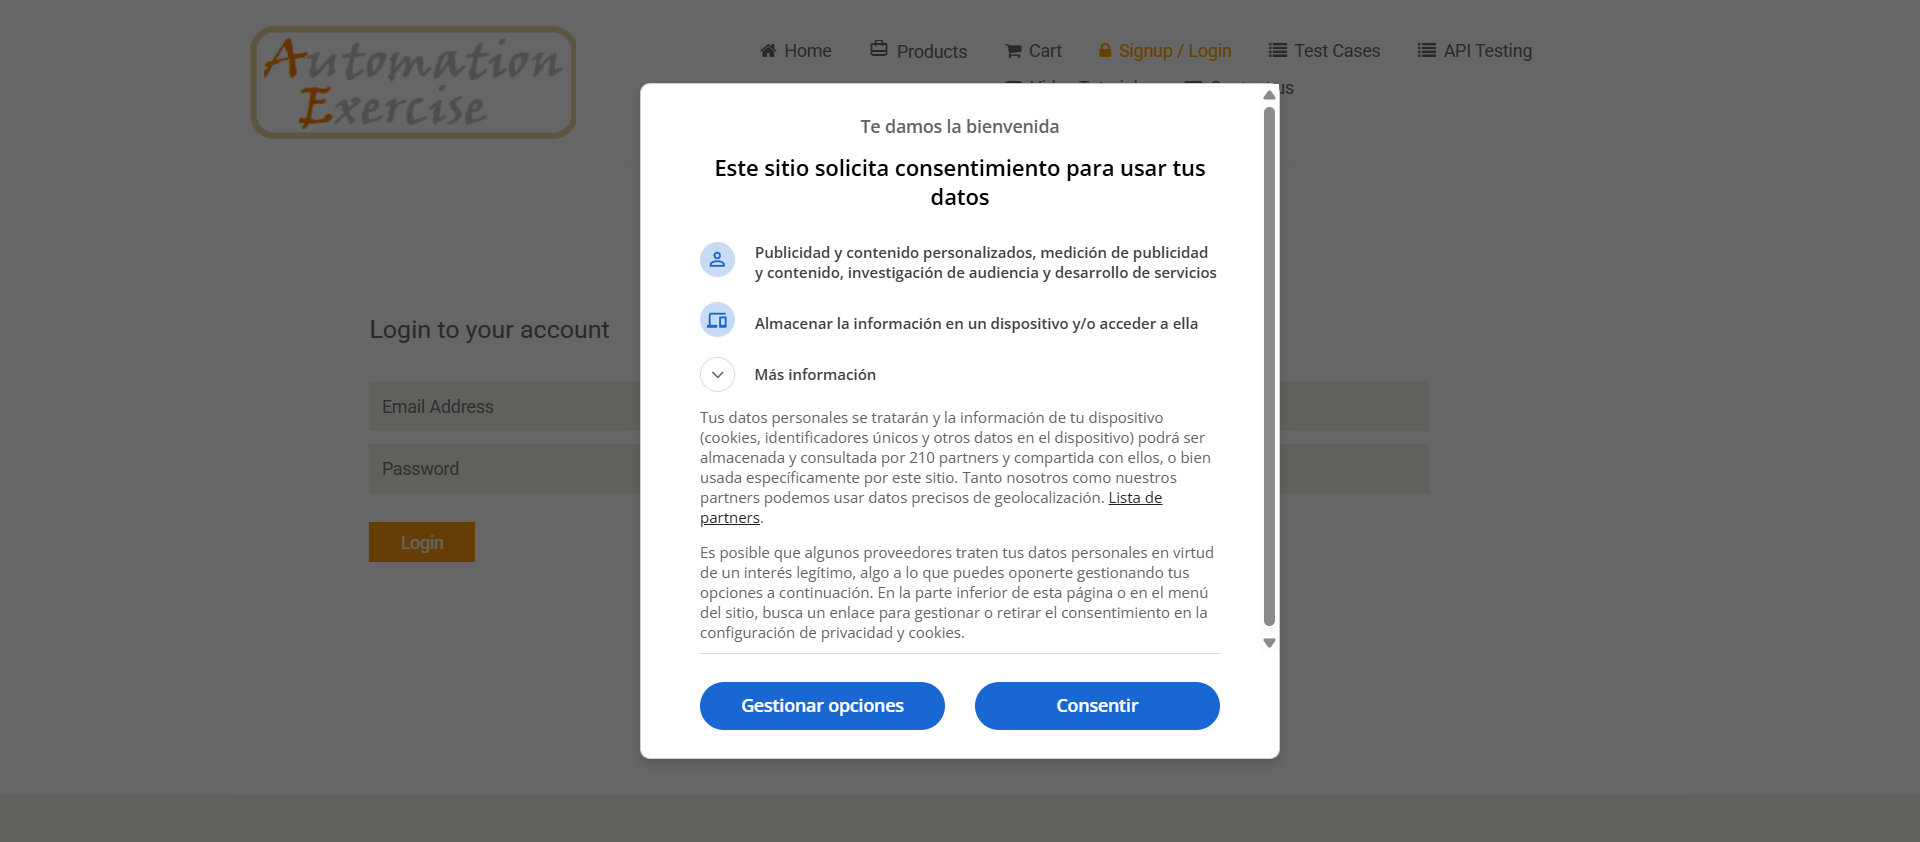 Automation
Exercise
Home
Products
Cart
Signup / Login
Test Cases
API Testing
us
Te damos la bienvenida
Este sitio solicita consentimiento para usar tus
datos
Publicidad y contenido personalizados, medición de publicidad
y contenido, investigación de audiencia y desarrollo de servicios
Almacenar la información en un dispositivo y/o acceder a ella
Más información
Tus datos personales se tratarán y la información de tu dispositivo
(cookies, identificadores únicos y otros datos en el dispositivo) podrá ser
almacenada y consultada por 210 partners y compartida con ellos, o bien
usada específicamente por este sitio. Tanto nosotros como nuestros
partners podemos usar datos precisos de geolocalización. Lista de
partners.
Es posible que algunos proveedores traten tus datos personales en virtud
de un interés legítimo, algo a lo que puedes oponerte gestionando tus
opciones a continuación. En la parte inferior de esta página o en el menú
del sitio, busca un enlace para gestionar o retirar el consentimiento en la
configuración de privacidad y cookies.
Gestionar opciones
Consentir
Login to your account
Email Address
Password
Login